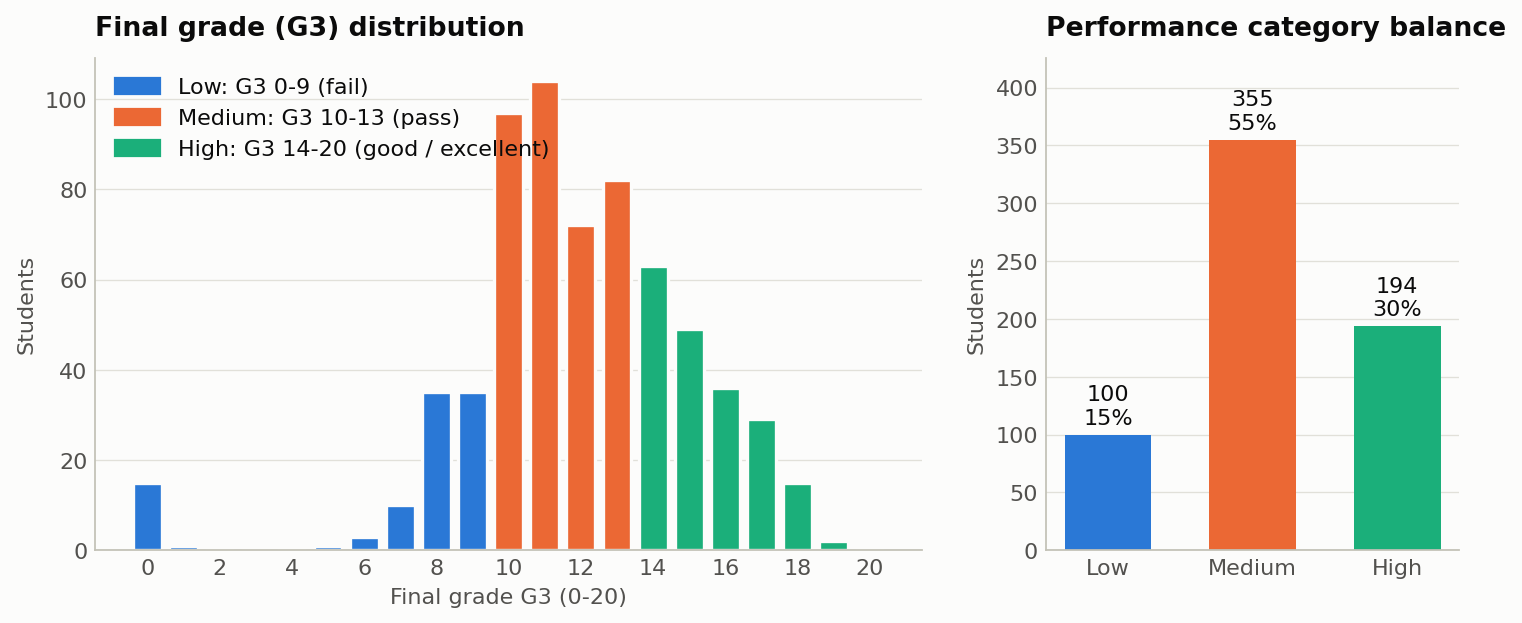 Final grade (G3) distribution
Low: G3 0-9 (fail)
Medium: G3 10-13 (pass)
High: G3 14-20 (good / excellent)
Students
100
80
60
40
20
0
0 2 4 6 8 10 12 14 16 18 20
Final grade G3 (0-20)
Performance category balance
Students
400
350
300
250
200
150
100
50
0
100
15%
355
55%
194
30%
Low Medium High